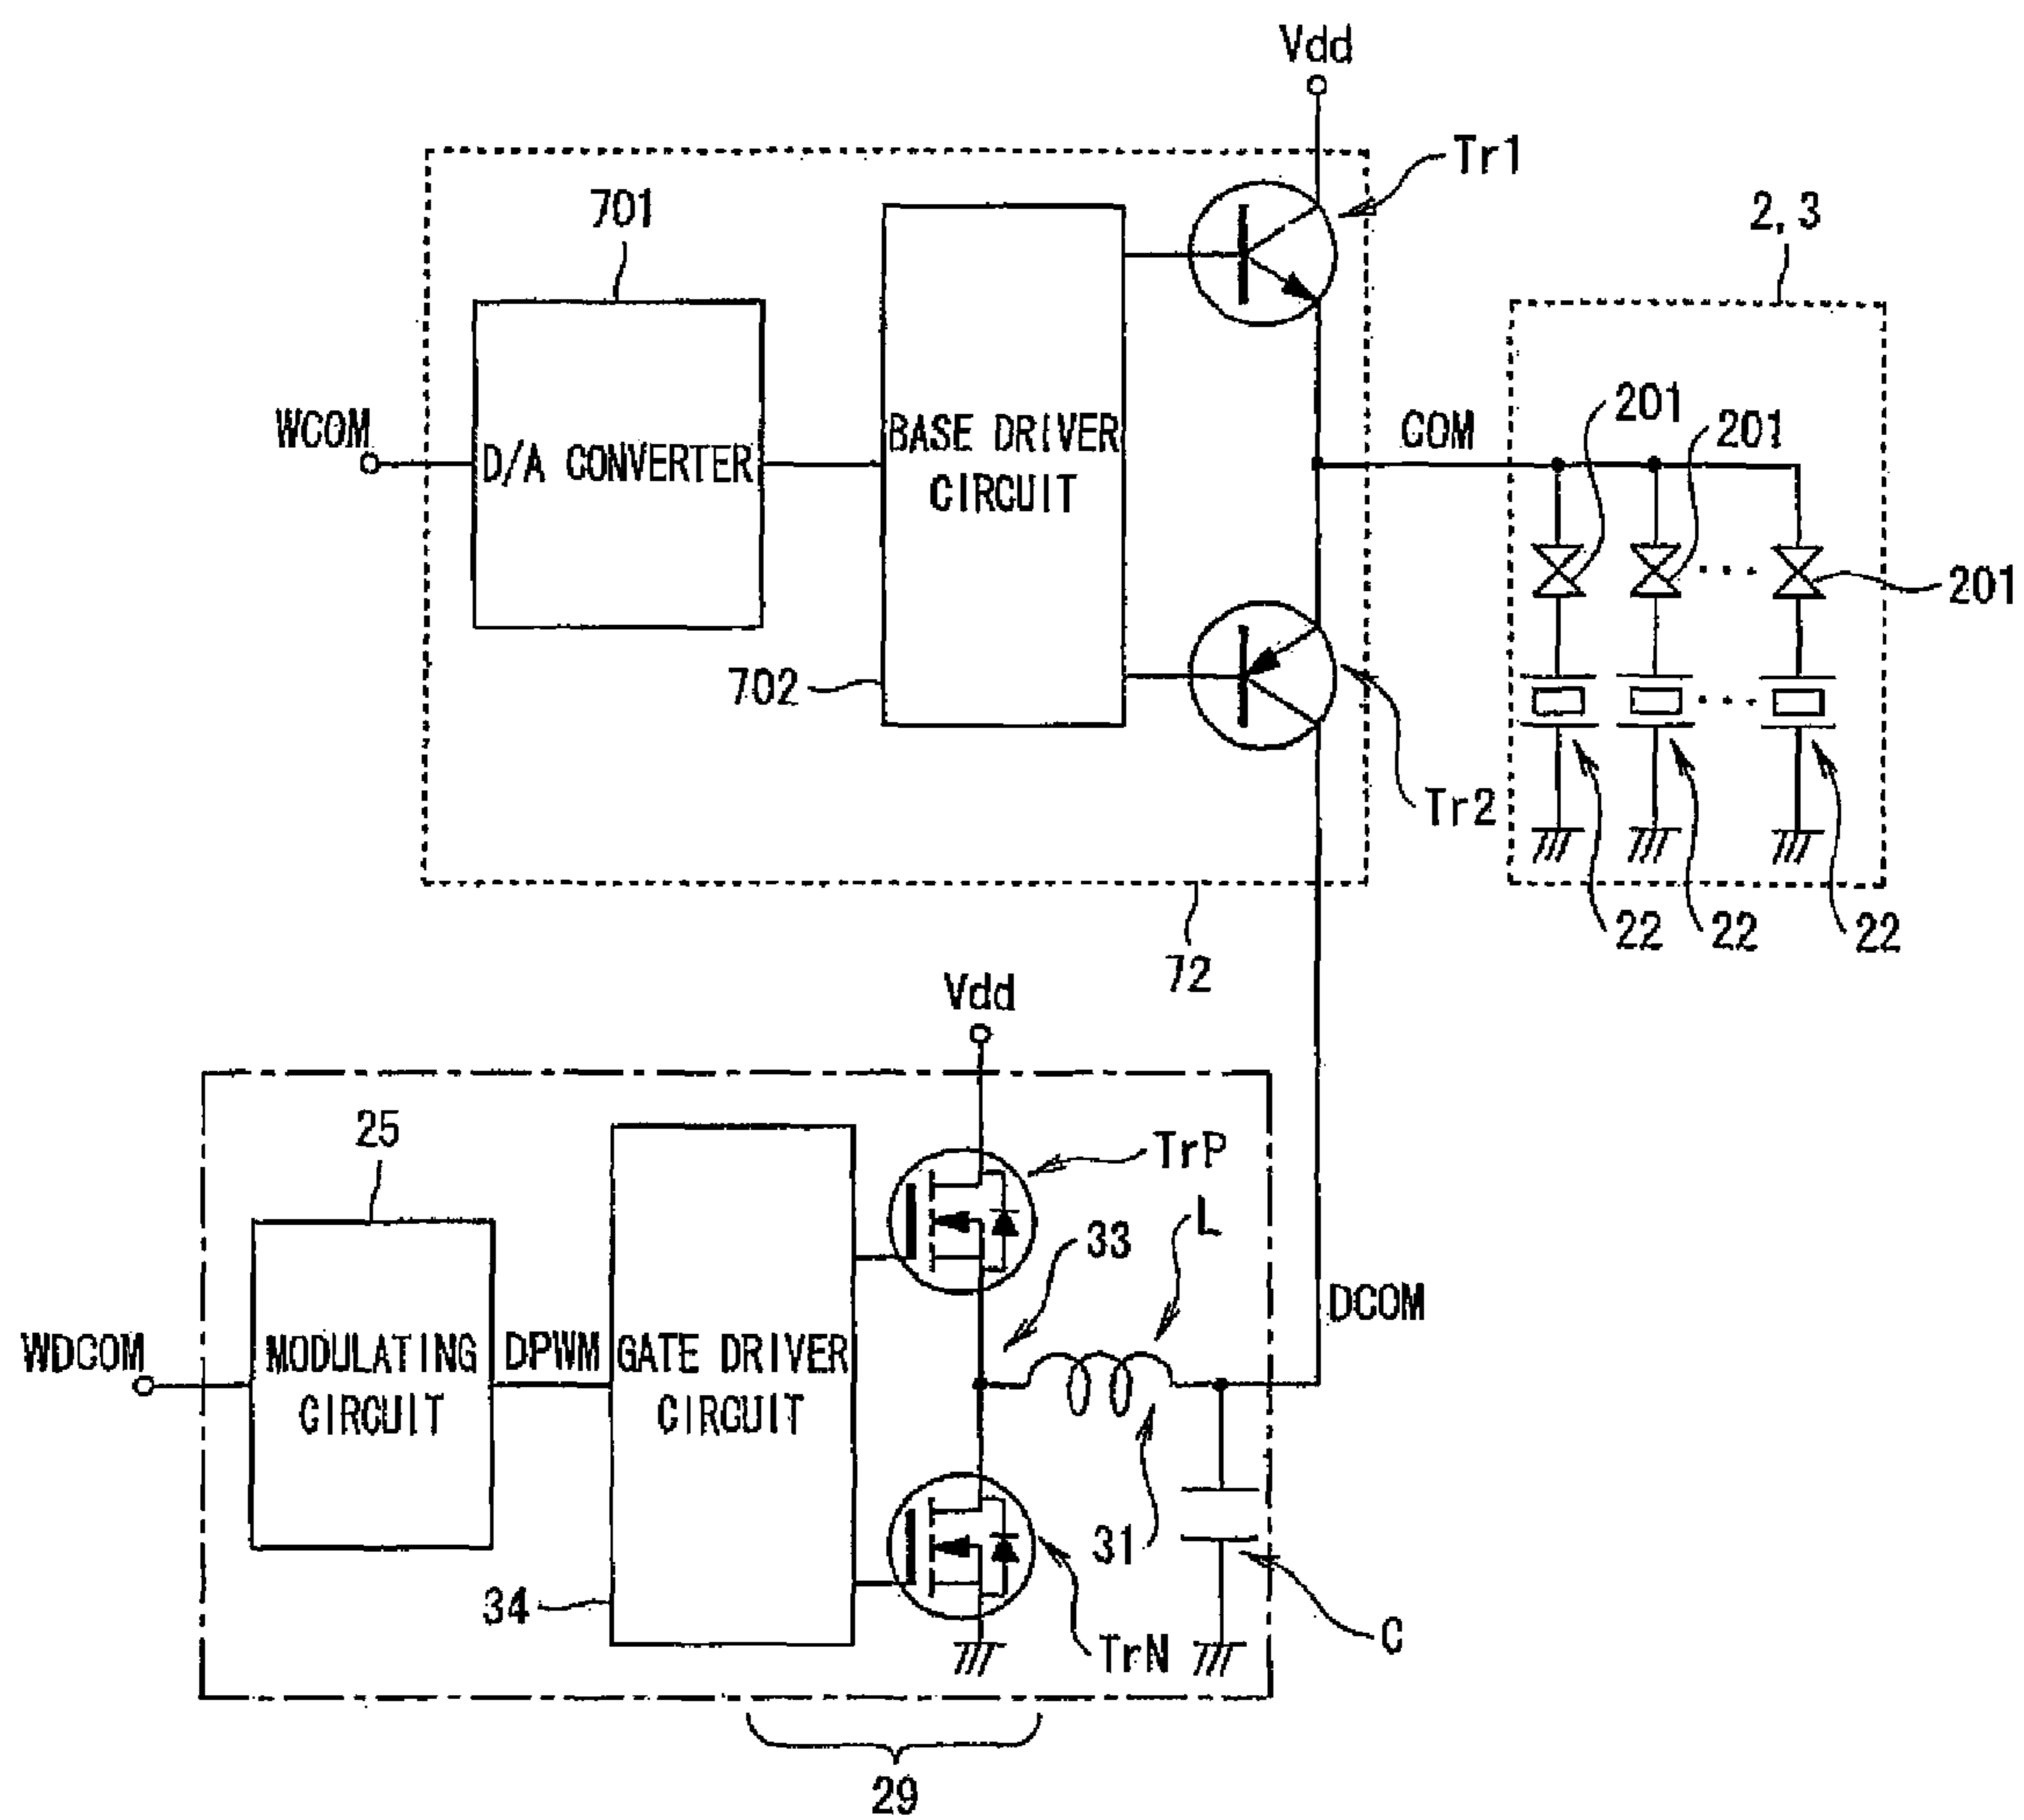 Vdd
Tr1
701
2, 3
201
201
WCOM
D/A CONVERTER
BASE DRIVER
CIRCUIT
COM
201
702
Tr2
22
22
22
72
Vdd
25
TrP
L
33
DCOM
WDCOM
MODULATING
CIRCUIT
DPWM
GATE DRIVER
CIRCUIT
31
34
TrN
C
29